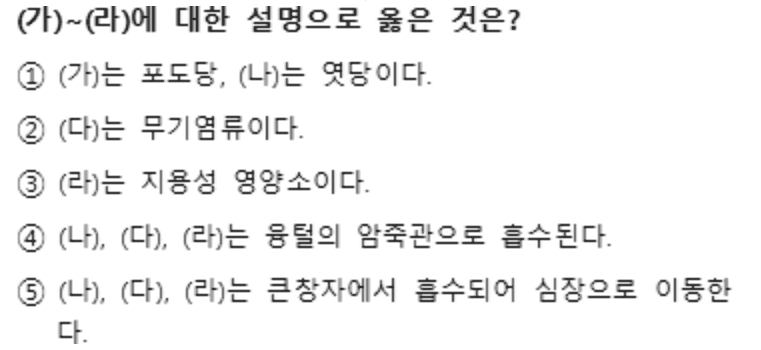 (가)~(라)에 대한 설명으로 옳은 것은?
① (가)는 포도당, (나)는 엿당이다.
② (다)는 무기염류이다.
③ (라)는 지용성 영양소이다.
④ (나), (다), (라)는 융털의 암죽관으로 흡수된다.
⑤ (나), (다), (라)는 큰창자에서 흡수되어 심장으로 이동한
다.